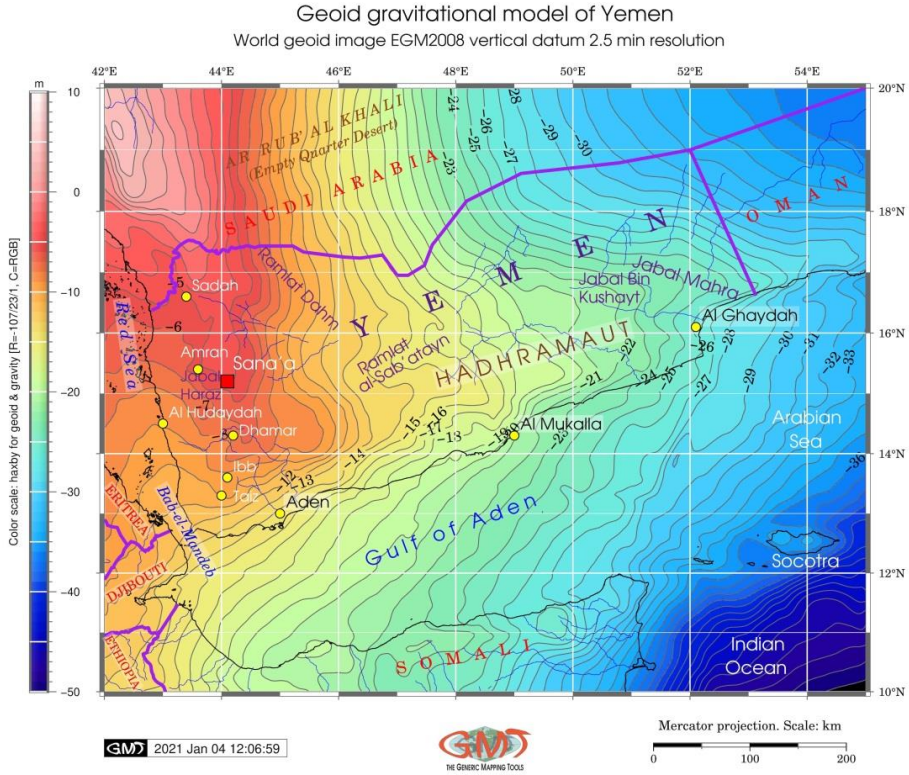 Geoid gravitational model of Yemen
World geoid image EGM2008 vertical datum 2.5 min resolution
m
42°E 44°E 46°E 48°E 50°E 52°E 54°E
10
0
−10
−20
−30
−40
−50
Color scale: haxby for geoid & gravity [R=-107/23/1, C=RGB]
20°N
18°N
16°N
14°N
12°N
10°N
AR RUB' AL KHALI
(Empty Quarter Desert)
SAUDI ARABIA
OMAN
YEMEN
-24
-25
-23
-28
-26
-27
-29
-30
Ramlat Dahm
Ramlat
al-Sab`atayn
Jabal Bin
Kushayt
Jabal Mahra
HADHRAMAUT
Red Sea
-5
Sadah
-6
Amran
Sana'a
Jabal
Haraz
-7
Al Hudaydah
Dhamar
Ibb
Taiz
Aden
Al Mukalla
Al Ghaydah
-12
-13
-14
-15
-16
-17
-18
-19
-21
-22
-23
-24
-25
-26
-27
-28
-29
-30
-31
-32
-33
-36
Arabian
Sea
Gulf of Aden
Bab-el-Mandeb
ERITREA
DJIBOUTI
ETHIOPIA
SOMALI
Socotra
Indian
Ocean
GMT 2021 Jan 04 12:06:59
GMT
THE GENERIC MAPPING TOOLS
Mercator projection. Scale: km
0 100 200